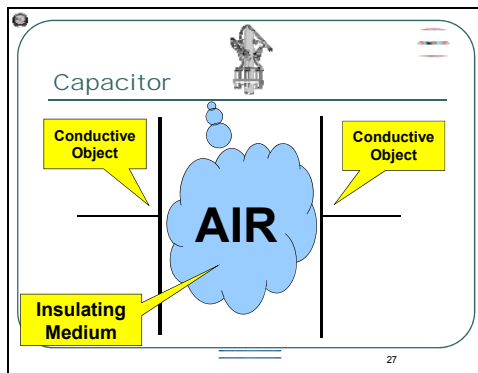 Capacitor
Conductive
Object
Conductive
Object
AIR
Insulating
Medium
27